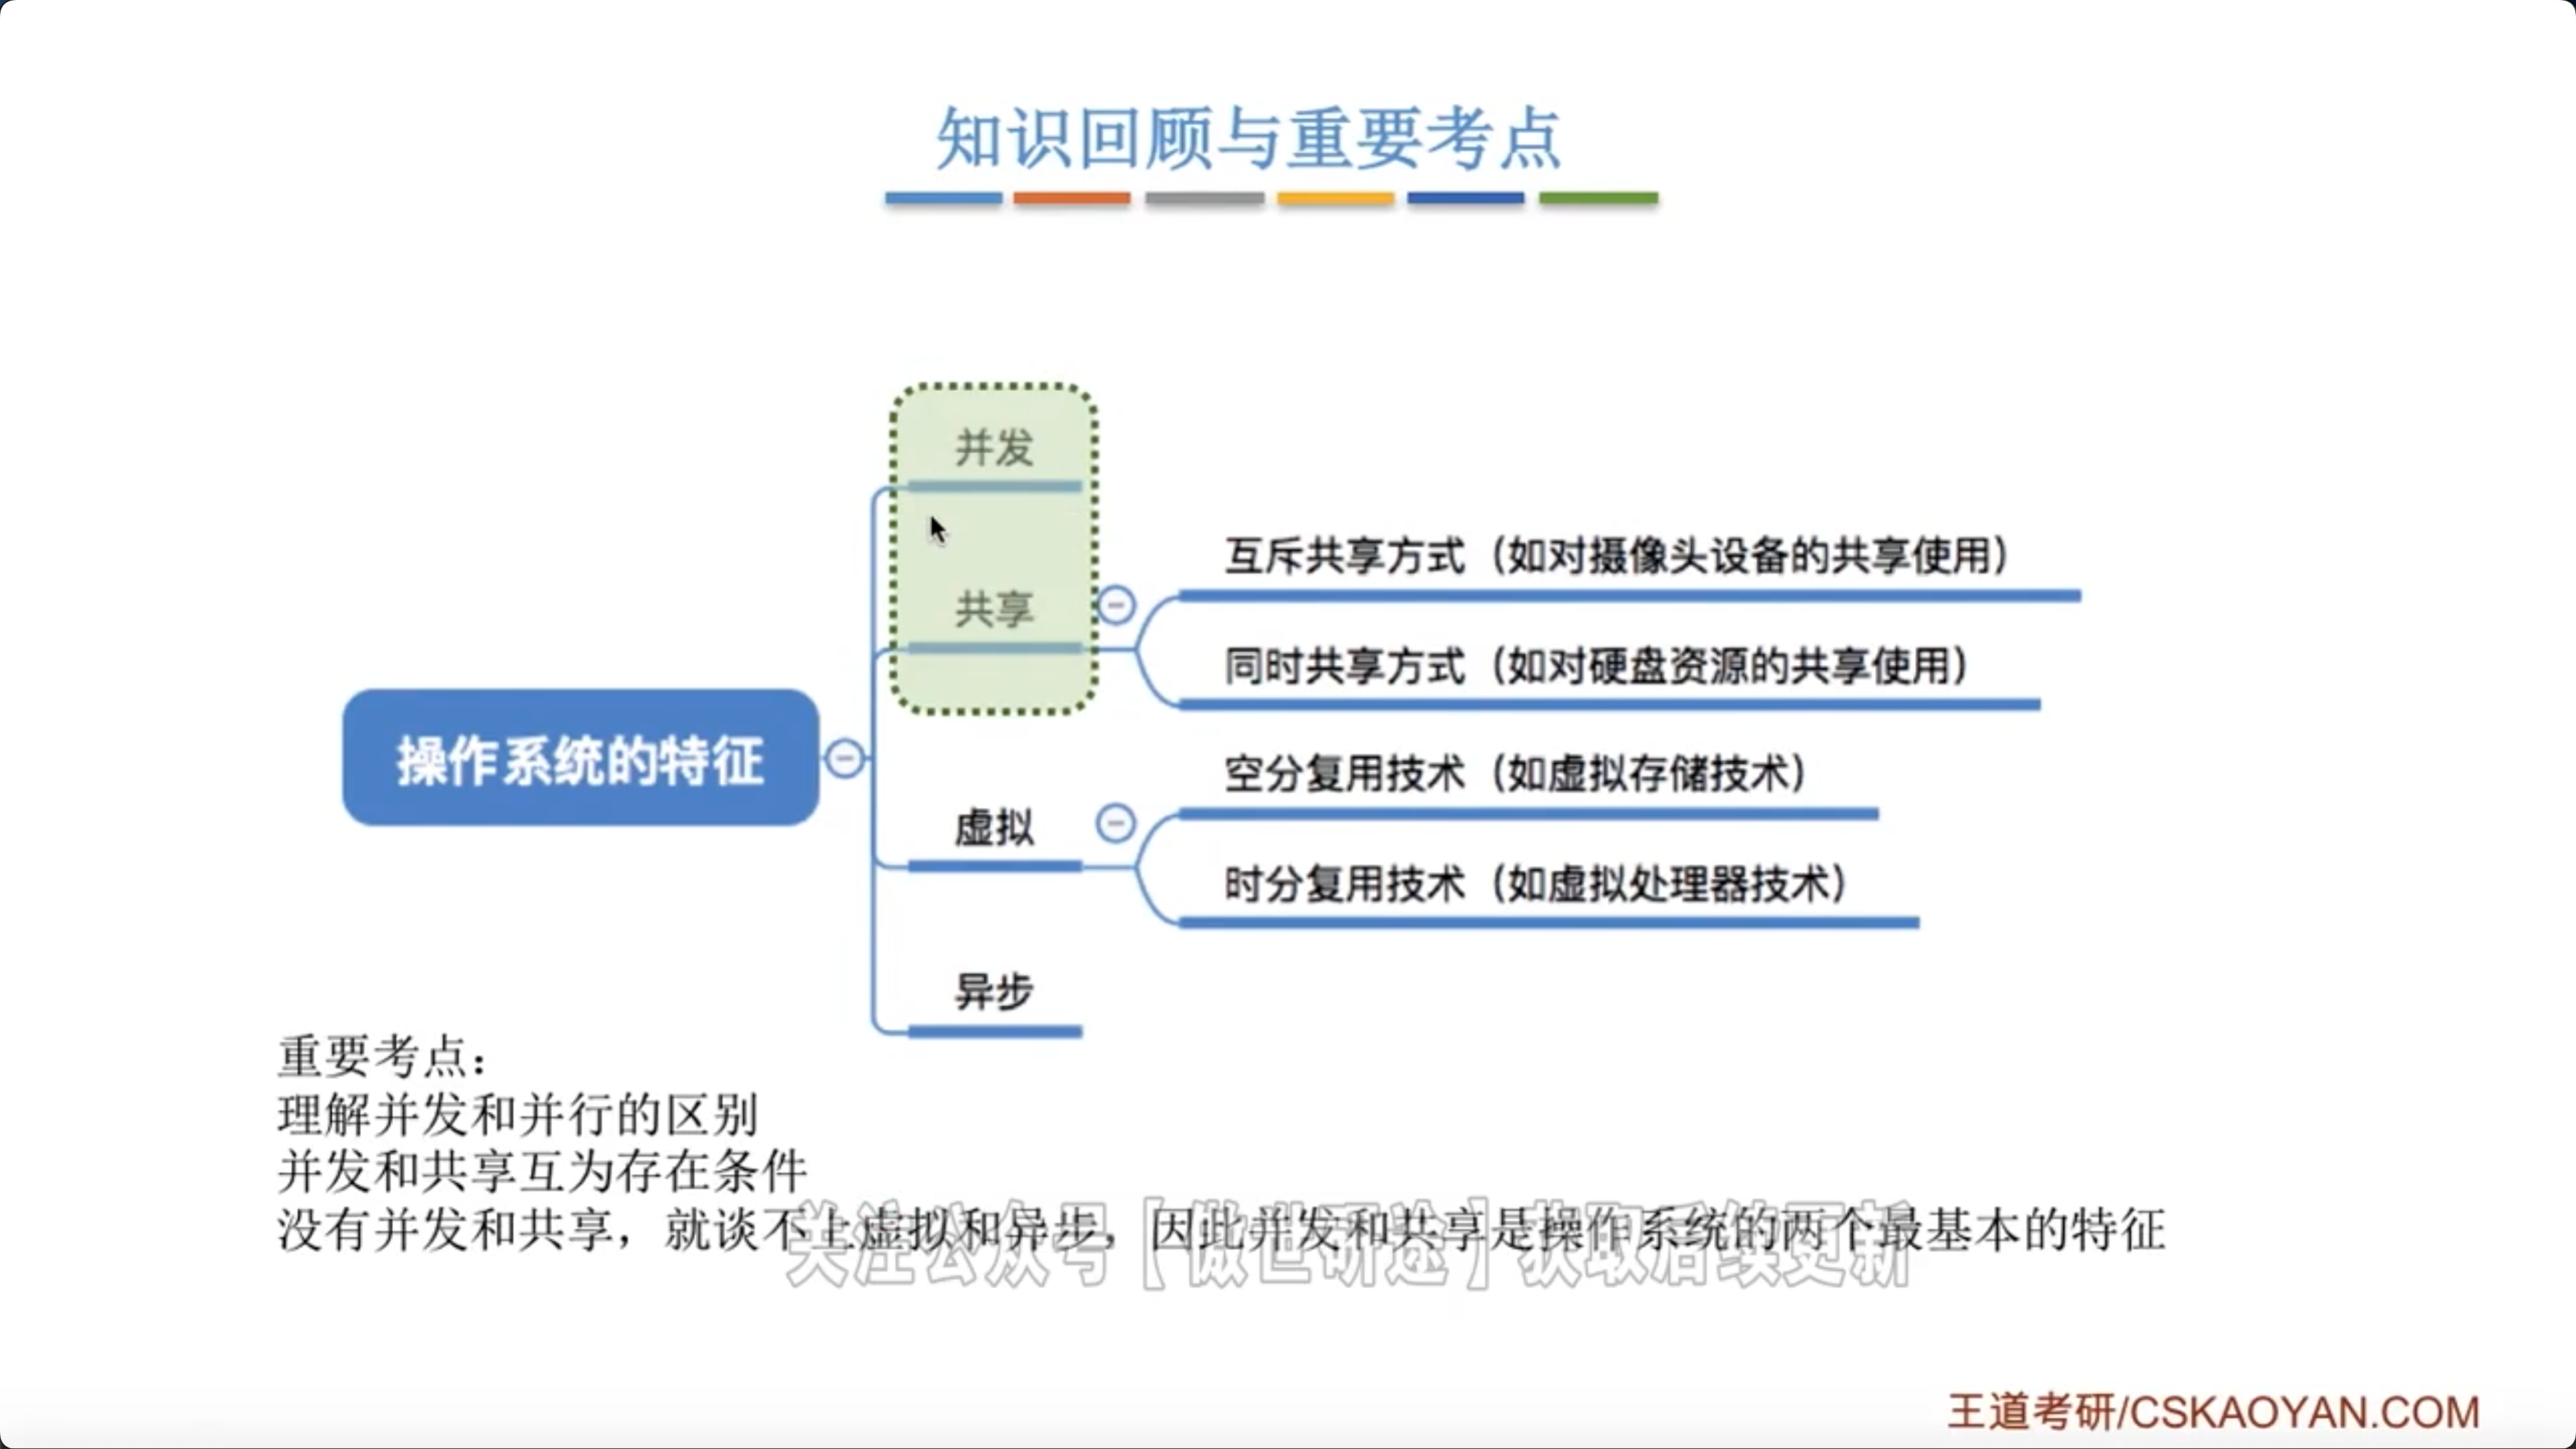 知识回顾与重要考点
并发
共享
互斥共享方式（如对摄像头设备的共享使用）
同时共享方式（如对硬盘资源的共享使用）
操作系统的特征
虚拟
空分复用技术（如虚拟存储技术）
时分复用技术（如虚拟处理器技术）
异步
重要考点：
理解并发和并行的区别
并发和共享互为存在条件
没有并发和共享，就谈不上虚拟和异步，因此并发和共享是操作系统的两个最基本的特征
关注公众号【傲世研途】获取后续更新
王道考研/CSKAOYAN.COM